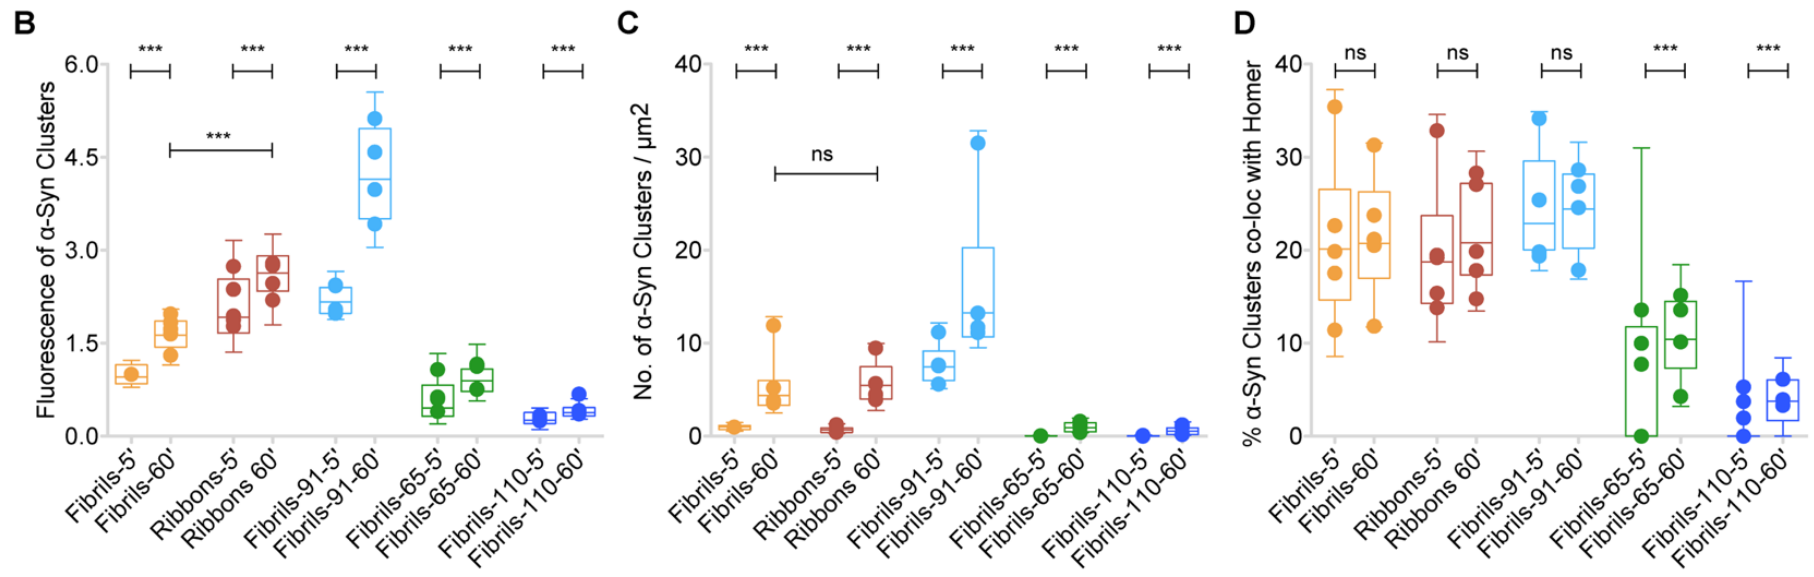 B
Fluorescence of α-Syn Clusters
6.0
4.5
3.0
1.5
0.0
*** *** *** *** ***
***
Fibrils-5'
Fibrils-60'
Ribbons-5'
Ribbons 60'
Fibrils-91-5'
Fibrils-91-60'
Fibrils-65-5'
Fibrils-65-60'
Fibrils-110-5'
Fibrils-110-60'
C
No. of α-Syn Clusters / µm2
40
30
20
10
0
*** *** *** *** ***
ns
Fibrils-5'
Fibrils-60'
Ribbons-5'
Ribbons 60'
Fibrils-91-5'
Fibrils-91-60'
Fibrils-65-5'
Fibrils-65-60'
Fibrils-110-5'
Fibrils-110-60'
D
% α-Syn Clusters co-loc with Homer
40
30
20
10
0
ns ns ns *** ***
Fibrils-5'
Fibrils-60'
Ribbons-5'
Ribbons 60'
Fibrils-91-5'
Fibrils-91-60'
Fibrils-65-5'
Fibrils-65-60'
Fibrils-110-5'
Fibrils-110-60'